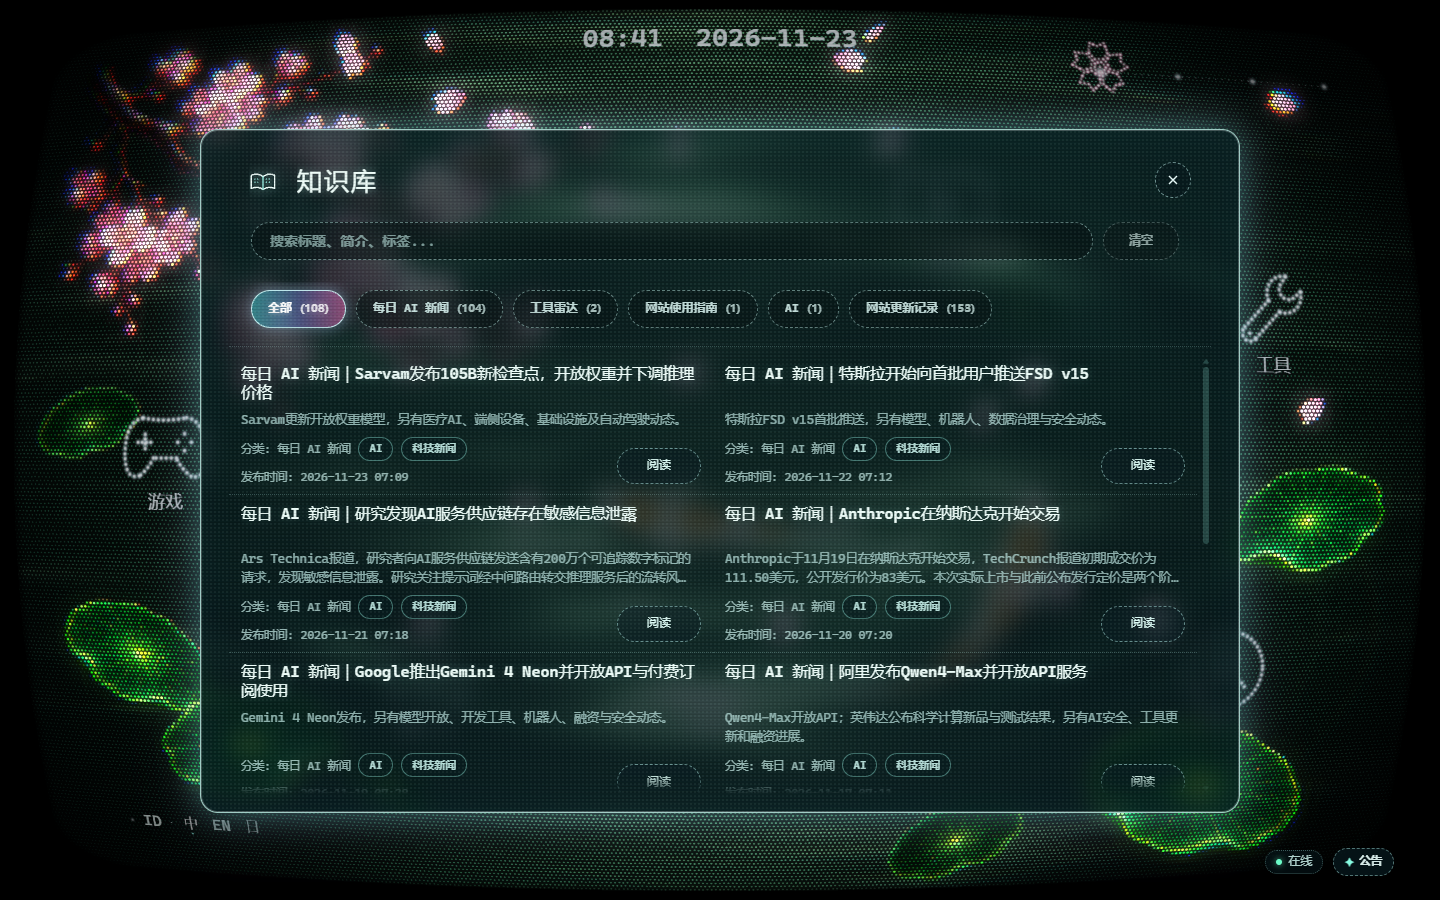 08:41 2026-11-23
知识库
×
搜索标题、简介、标签...
清空
全部 (108)
每日 AI 新闻 (104)
工具雷达 (2)
网站使用指南 (1)
AI (1)
网站更新记录 (153)
每日 AI 新闻 | Sarvam发布105B新检查点，开放权重并下调推理
价格
Sarvam更新开放权重模型，另有医疗AI、端侧设备、基础设施及自动驾驶动态。
分类: 每日 AI 新闻 AI 科技新闻
发布时间: 2026-11-23 07:09
阅读
每日 AI 新闻 | 特斯拉开始向首批用户推送FSD v15
特斯拉FSD v15首批推送，另有模型、机器人、数据治理与安全动态。
分类: 每日 AI 新闻 AI 科技新闻
发布时间: 2026-11-22 07:12
阅读
每日 AI 新闻 | 研究发现AI服务供应链存在敏感信息泄露
Ars Technica报道，研究者向AI服务供应链发送含有200万个可追踪数字标记的
请求，发现敏感信息泄露。研究关注提示词经中间路由转交推理服务后的流转风…
分类: 每日 AI 新闻 AI 科技新闻
发布时间: 2026-11-21 07:18
阅读
每日 AI 新闻 | Anthropic在纳斯达克开始交易
Anthropic于11月19日在纳斯达克开始交易，TechCrunch报道初期成交价为
111.50美元，公开发行价为83美元。本次实际上市与此前公布发行定价是两个阶…
分类: 每日 AI 新闻 AI 科技新闻
发布时间: 2026-11-20 07:20
阅读
每日 AI 新闻 | Google推出Gemini 4 Neon并开放API与付费订
阅使用
Gemini 4 Neon发布，另有模型开放、开发工具、机器人、融资与安全动态。
分类: 每日 AI 新闻 AI 科技新闻
阅读
每日 AI 新闻 | 阿里发布Qwen4-Max并开放API服务
Qwen4-Max开放API；英伟达公布科学计算新品与测试结果，另有AI安全、工具更
新和融资进展。
分类: 每日 AI 新闻 AI 科技新闻
阅读
游戏
工具
· ID · 中 EN 日
在线
公告